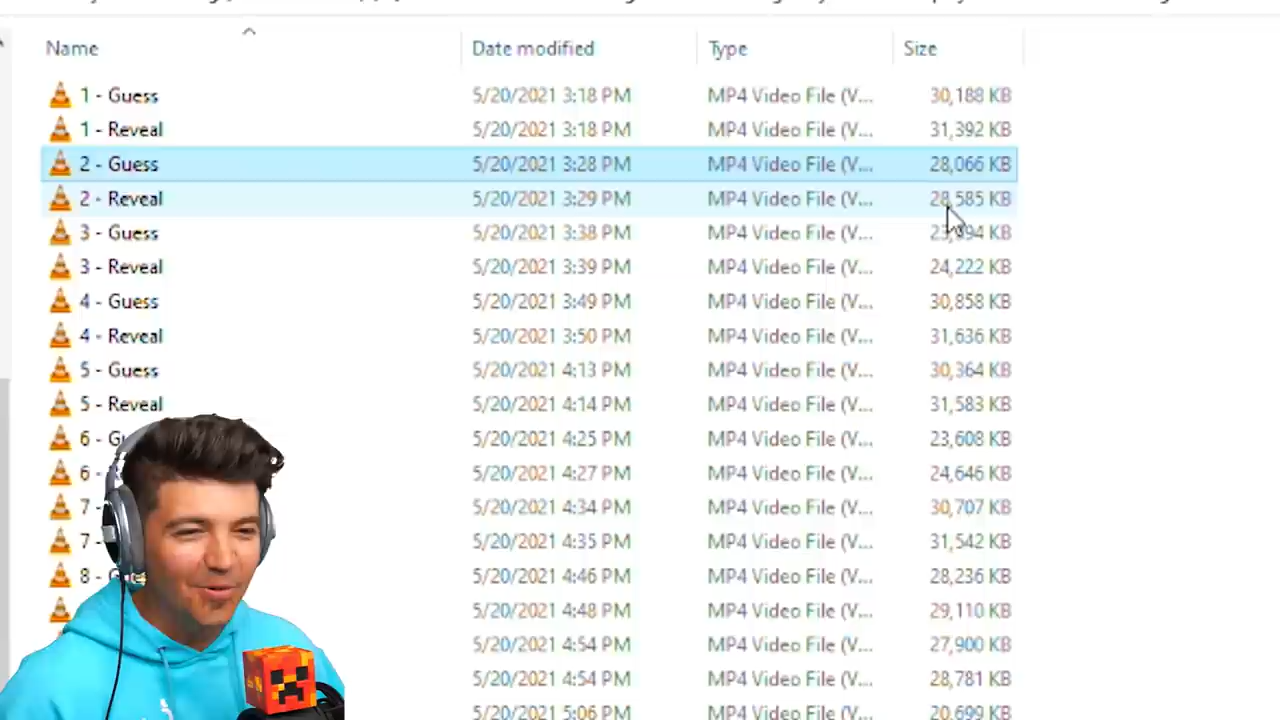 Name Date modified Type Size
1 - Guess 5/20/2021 3:18 PM MP4 Video File (V... 30,188 KB
1 - Reveal 5/20/2021 3:18 PM MP4 Video File (V... 31,392 KB
2 - Guess 5/20/2021 3:28 PM MP4 Video File (V... 28,066 KB
2 - Reveal 5/20/2021 3:29 PM MP4 Video File (V... 28,585 KB
3 - Guess 5/20/2021 3:38 PM MP4 Video File (V... KB
3 - Reveal 5/20/2021 3:39 PM MP4 Video File (V... 24,222 KB
4 - Guess 5/20/2021 3:49 PM MP4 Video File (V... 30,858 KB
4 - Reveal 5/20/2021 3:50 PM MP4 Video File (V... 31,636 KB
5 - Guess 5/20/2021 4:13 PM MP4 Video File (V... 30,364 KB
5 - Reveal 5/20/2021 4:14 PM MP4 Video File (V... 31,583 KB
6 - 5/20/2021 4:25 PM MP4 Video File (V... 23,608 KB
6 - 5/20/2021 4:27 PM MP4 Video File (V... 24,646 KB
7 - 5/20/2021 4:34 PM MP4 Video File (V... 30,707 KB
7 - 5/20/2021 4:35 PM MP4 Video File (V... 31,542 KB
8 - 5/20/2021 4:46 PM MP4 Video File (V... 28,236 KB
5/20/2021 4:48 PM MP4 Video File (V... 29,110 KB
5/20/2021 4:54 PM MP4 Video File (V... 27,900 KB
5/20/2021 4:54 PM MP4 Video File (V... 28,781 KB
5/20/2021 5:06 PM MP4 Video File (V... 20,699 KB